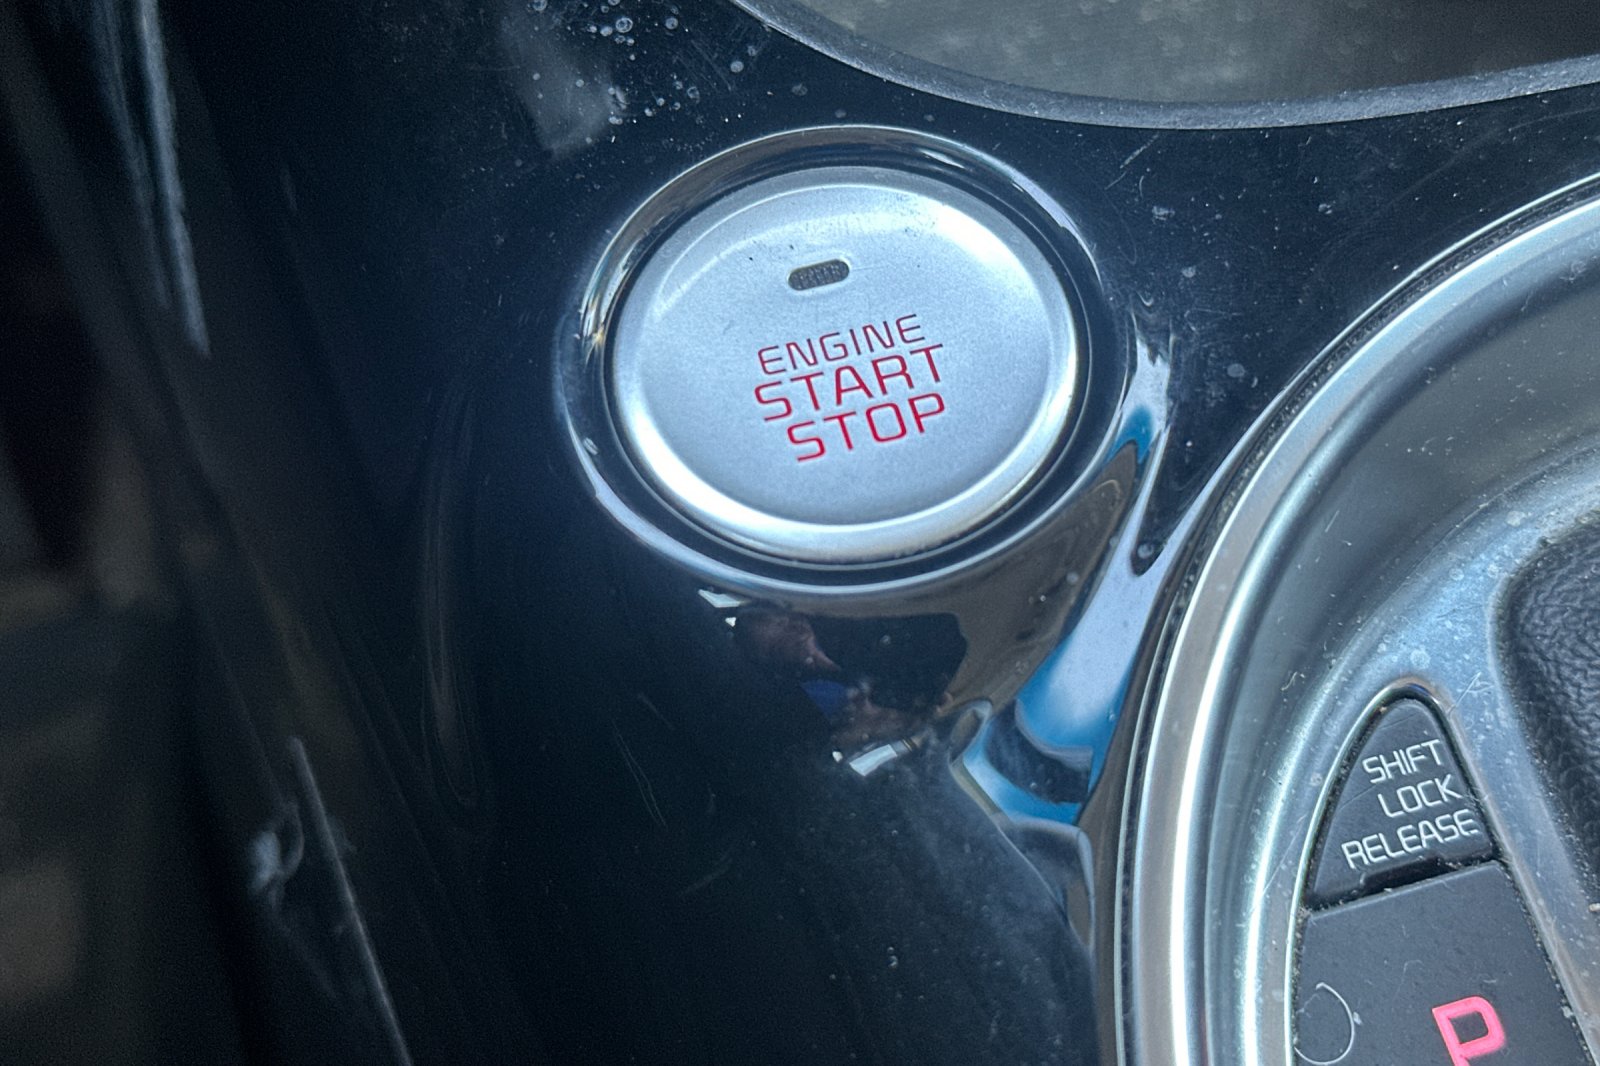 ENGINE
START
STOP
SHIFT
LOCK
RELEASE
P